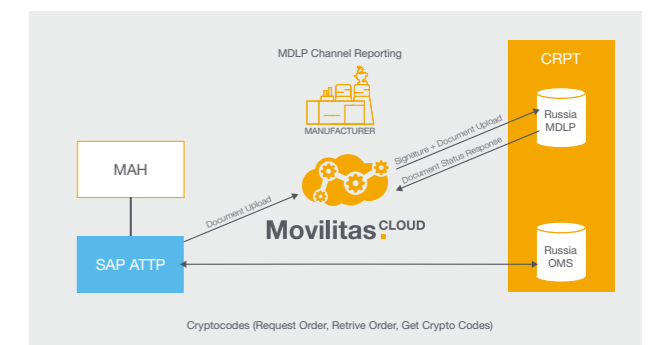 MDLP Channel Reporting
CRPT
MANUFACTURER
Russia
MDLP
Signature + Document Upload
Document Status Response
MAH
Document Upload
Movilitas.CLOUD
SAP ATTP
Russia
OMS
Cryptocodes (Request Order, Retrive Order, Get Crypto Codes)